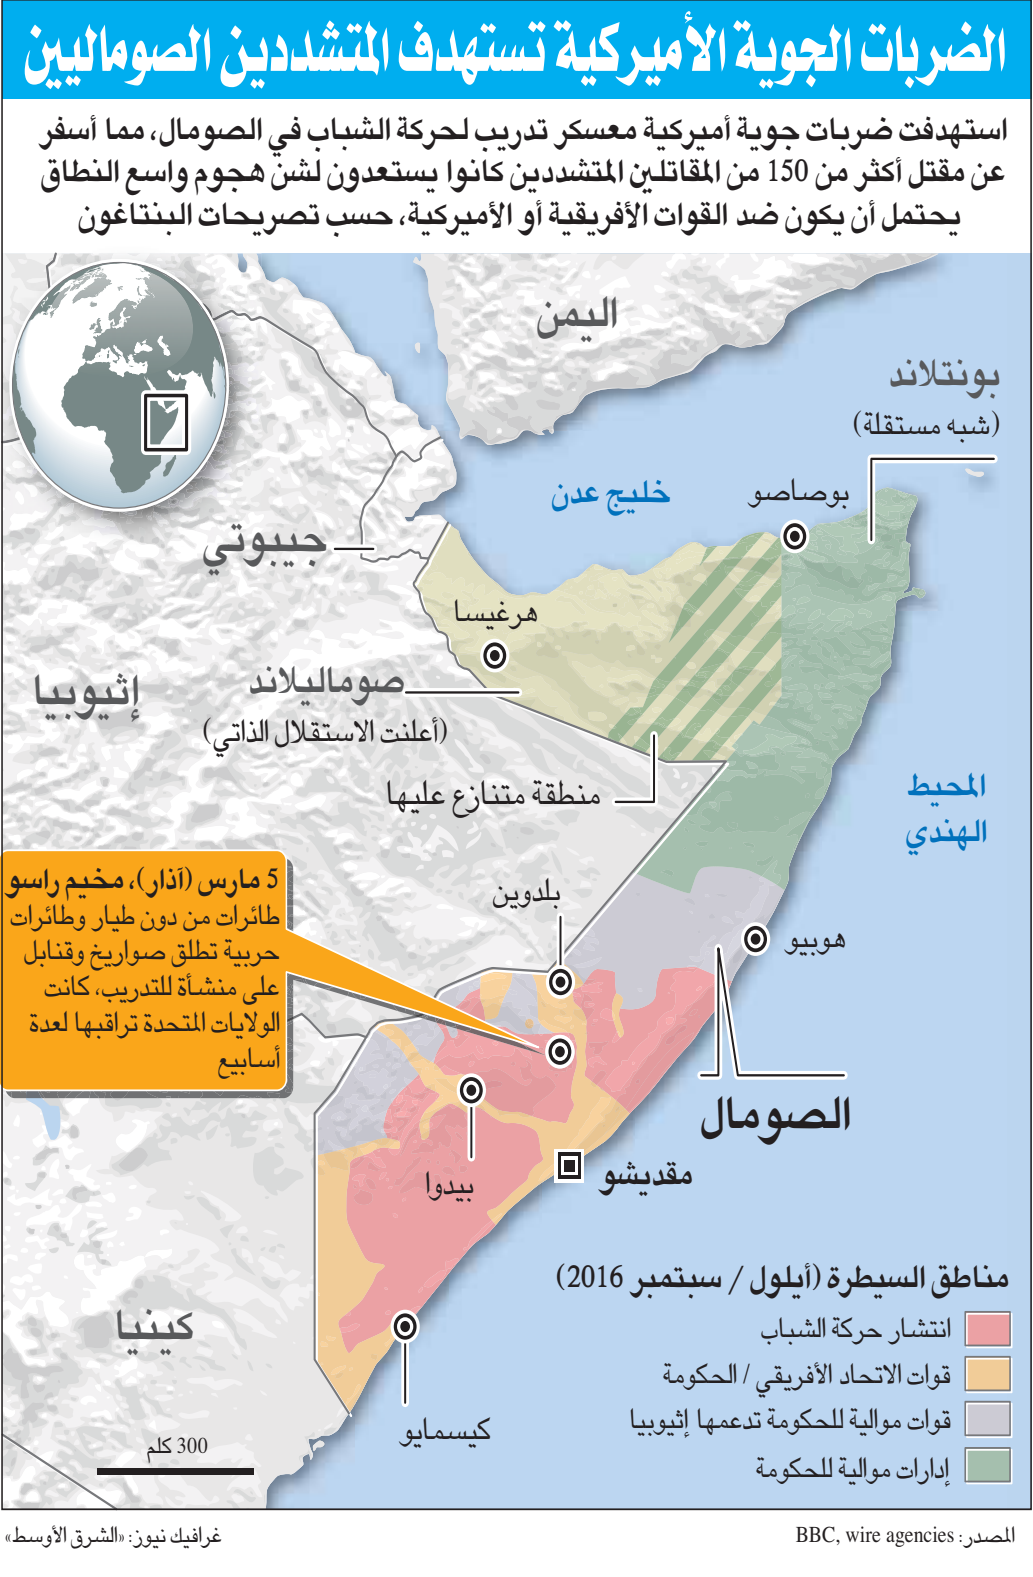 الضربات الجوية الأميركية تستهدف المتشددين الصوماليين
استهدفت ضربات جوية أميركية معسكر تدريب لحركة الشباب في الصومال، مما أسفر
عن مقتل أكثر من 150 من المقاتلين المتشددين كانوا يستعدون لشن هجوم واسع النطاق
يحتمل أن يكون ضد القوات الأفريقية أو الأميركية، حسب تصريحات البنتاغون
اليمن
بونتلاند
(شبه مستقلة)
خليج عدن
بوصاصو
جيبوتي
هرغيسا
صوماليلاند
(أعلنت الاستقلال الذاتي)
إثيوبيا
منطقة متنازع عليها
المحيط
الهندي
5 مارس (آذار)، مخيم راسو
طائرات من دون طيار وطائرات
حربية تطلق صواريخ وقنابل
على منشأة للتدريب، كانت
الولايات المتحدة تراقبها لعدة
أسابيع
بلدوين
هوبيو
الصومال
مقديشو
بيدوا
كينيا
كيسمايو
300 كلم
مناطق السيطرة (أيلول / سبتمبر 2016)
انتشار حركة الشباب
قوات الاتحاد الأفريقي / الحكومة
قوات موالية للحكومة تدعمها إثيوبيا
إدارات موالية للحكومة
المصدر: BBC, wire agencies
غرافيك نيوز: «الشرق الأوسط»